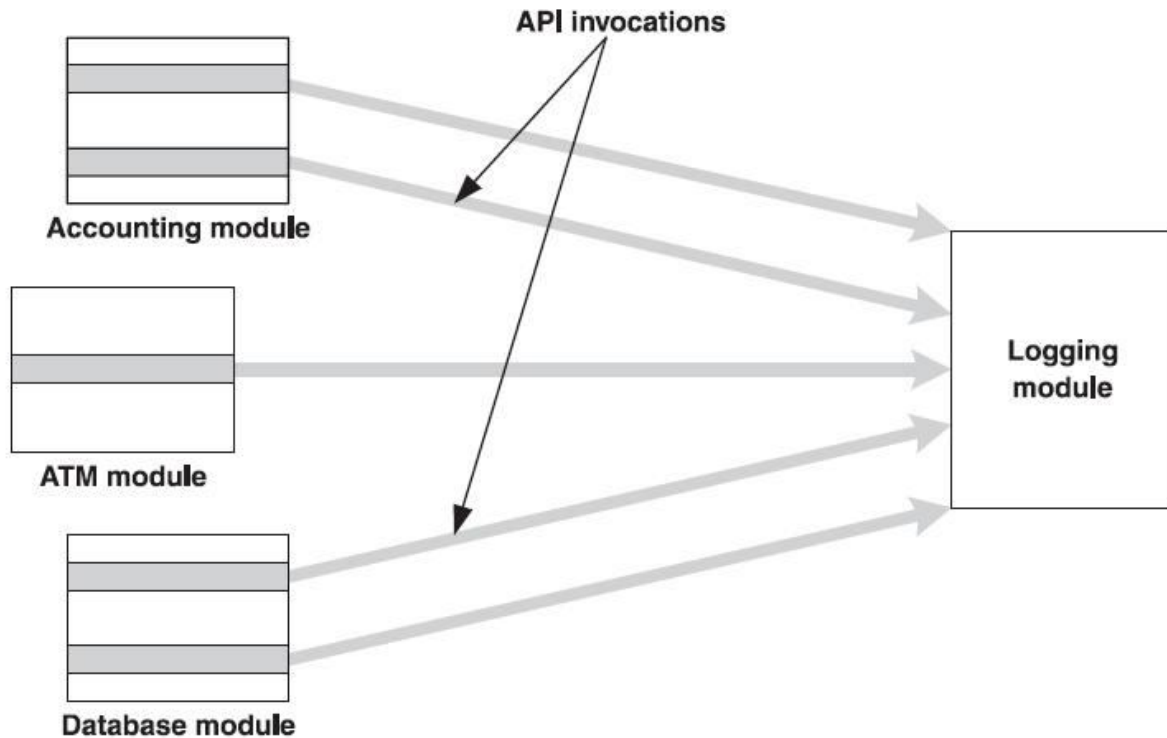 API invocations
Accounting module
Logging
module
ATM module
Database module